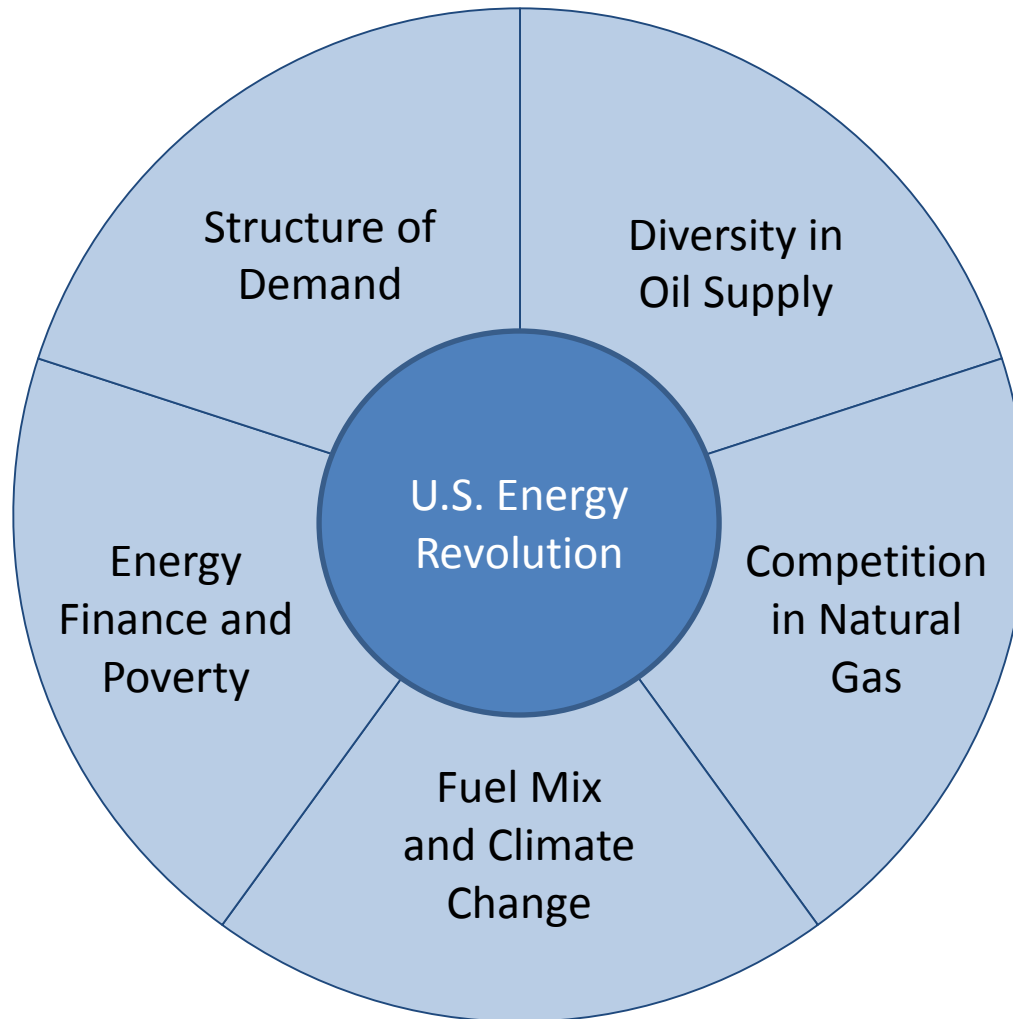 Structure of
Demand
Diversity in
Oil Supply
U.S. Energy
Revolution
Energy
Finance and
Poverty
Competition
in Natural
Gas
Fuel Mix
and Climate
Change